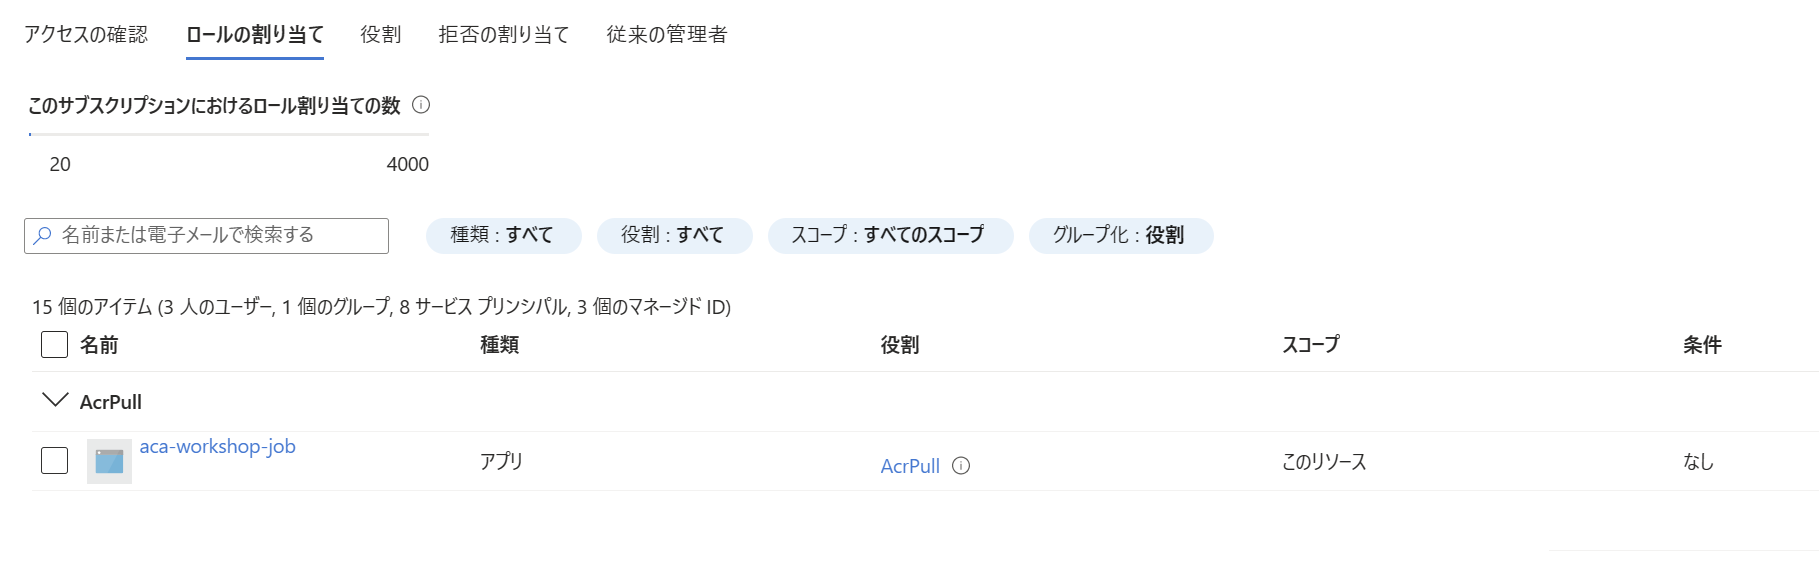 アクセスの確認 ロールの割り当て 役割 拒否の割り当て 従来の管理者
このサブスクリプションにおけるロール割り当ての数
20 4000
名前または電子メールで検索する 種類 : すべて 役割 : すべて スコープ : すべてのスコープ グループ化 : 役割
15 個のアイテム (3 人のユーザー, 1 個のグループ, 8 サービス プリンシパル, 3 個のマネージド ID)
名前 種類 役割 スコープ 条件
AcrPull
aca-workshop-job アプリ AcrPull このリソース なし